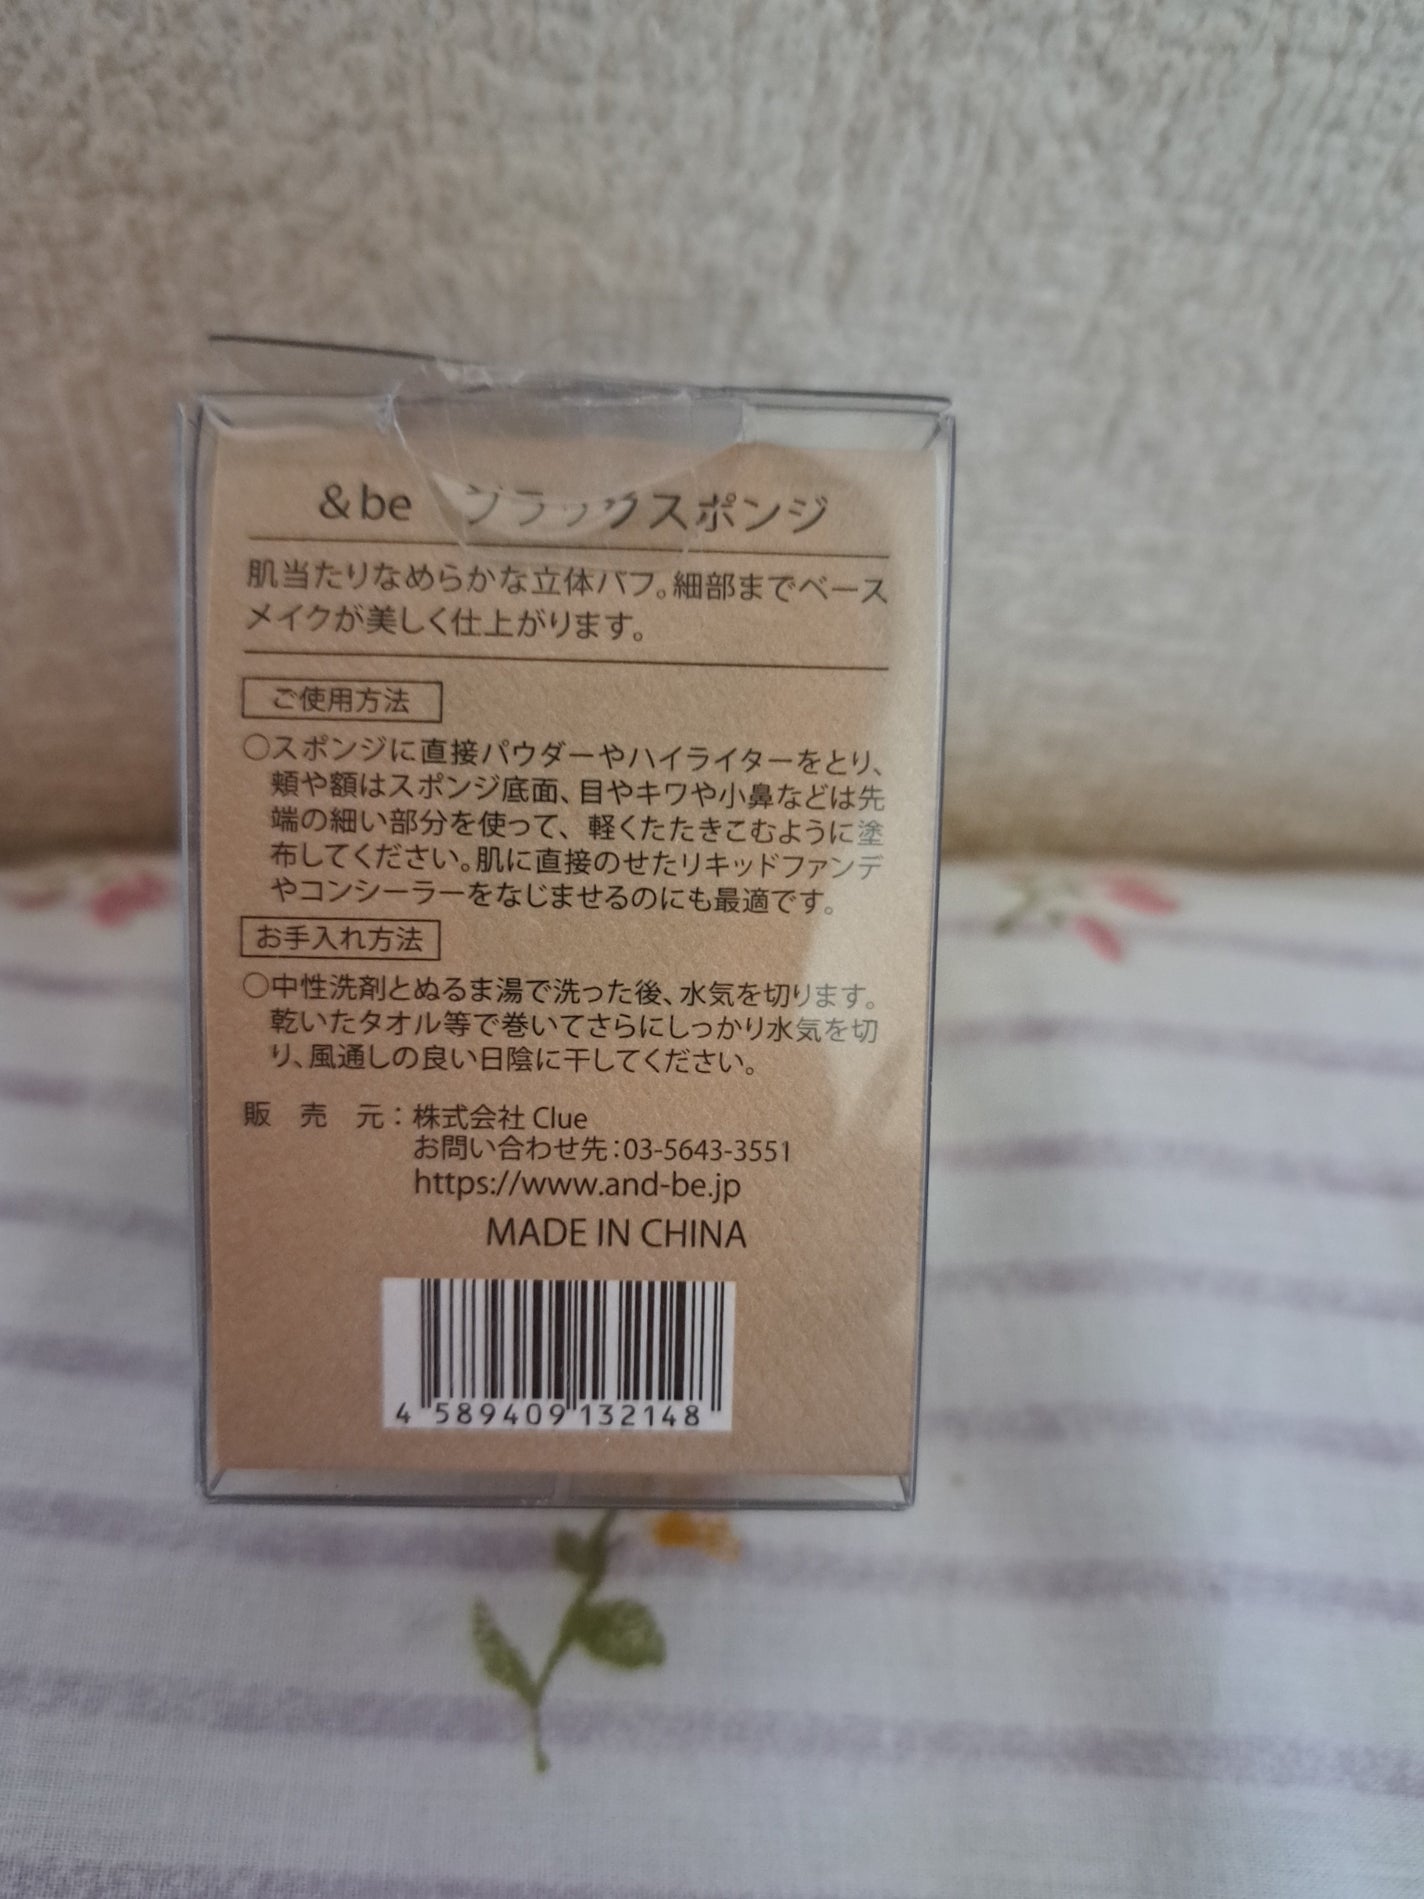 &be ブラックスポンジ
肌当たりなめらかな立体パフ。細部までベース
メイクが美しく仕上がります。
ご使用方法
○スポンジに直接パウダーやハイライターをとり、
頬や額はスポンジ底面、目やキワや小鼻などは先
端の細い部分を使って、軽くたたきこむように塗
布してください。肌に直接のせたリキッドファンデ
やコンシーラーをなじませるのにも最適です。
お手入れ方法
○中性洗剤とぬるま湯で洗った後、水気を切ります。
乾いたタオル等で巻いてさらにしっかり水気を切
り、風通しの良い日陰に干してください。
販 売 元：株式会社 Clue
お問い合わせ先：03-5643-3551
https://www.and-be.jp
MADE IN CHINA
4 589409 132148